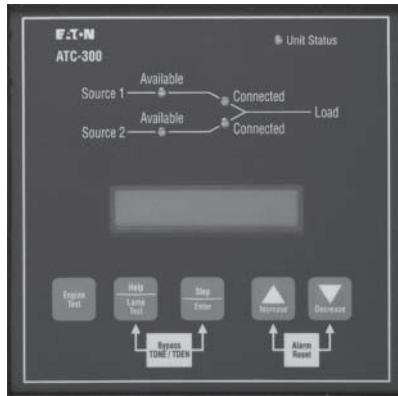 EATON
ATC-300
Unit Status
Available
Source 1
Connected
Load
Available
Source 2
Connected
Engine
Test
Help
Lamp
Test
Step
Enter
Increase
Decrease
Bypass
TDNE / TDEN
Alarm
Reset